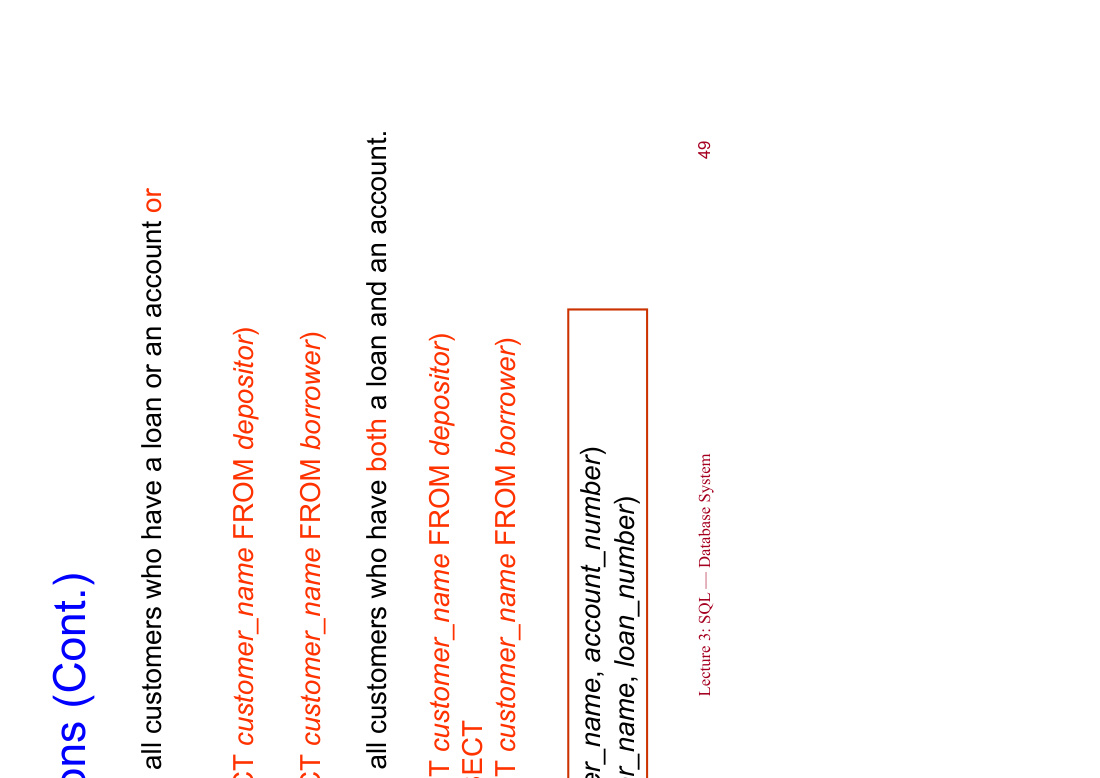 ons (Cont.)
all customers who have a loan or an account or
CT customer_name FROM depositor)
CT customer_name FROM borrower)
all customers who have both a loan and an account.
T customer_name FROM depositor)
SECT
T customer_name FROM borrower)
er_name, account_number)
r_name, loan_number)
Lecture 3: SQL — Database System
49